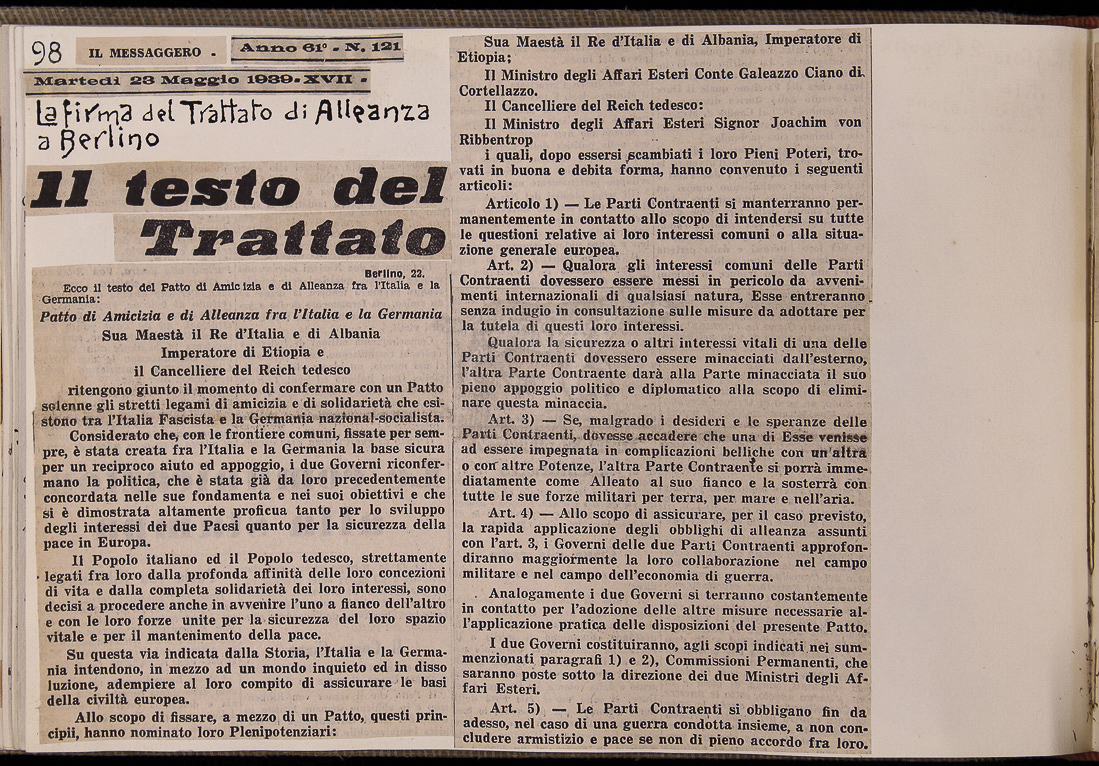 98
IL MESSAGGERO -
Anno 61° - N. 121
Martedì 23 Maggio 1939-XVII -
La firma del Trattato di Alleanza
a Berlino
Il testo del
Trattato
Berlino, 22.
Ecco il testo del Patto di Amicizia e di Alleanza fra l'Italia e la
Germania:
Patto di Amicizia e di Alleanza fra l'Italia e la Germania
Sua Maestà il Re d'Italia e di Albania
Imperatore di Etiopia e
il Cancelliere del Reich tedesco
ritengono giunto il momento di confermare con un Patto
solenne gli stretti legami di amicizia e di solidarietà che esi-
stono tra l'Italia Fascista e la Germania nazional-socialista.
Considerato che, con le frontiere comuni, fissate per sem-
pre, è stata creata fra l'Italia e la Germania la base sicura
per un reciproco aiuto ed appoggio, i due Governi riconfer-
mano la politica, che è stata già da loro precedentemente
concordata nelle sue fondamenta e nei suoi obiettivi e che
si è dimostrata altamente proficua tanto per lo sviluppo
degli interessi dei due Paesi quanto per la sicurezza della
pace in Europa.
Il Popolo italiano ed il Popolo tedesco, strettamente
legati fra loro dalla profonda affinità delle loro concezioni
di vita e dalla completa solidarietà dei loro interessi, sono
decisi a procedere anche in avvenire l'uno a fianco dell'altro
e con le loro forze unite per la sicurezza del loro spazio
vitale e per il mantenimento della pace.
Su questa via indicata dalla Storia, l'Italia e la Germa-
nia intendono, in mezzo ad un mondo inquieto ed in disso
luzione, adempiere al loro compito di assicurare le basi
della civiltà europea.
Allo scopo di fissare, a mezzo di un Patto, questi prin-
cipii, hanno nominato loro Plenipotenziari:
Sua Maestà il Re d'Italia e di Albania, Imperatore di
Etiopia;
Il Ministro degli Affari Esteri Conte Galeazzo Ciano di
Cortellazzo.
Il Cancelliere del Reich tedesco:
Il Ministro degli Affari Esteri Signor Joachim von
Ribbentrop
i quali, dopo essersi scambiati i loro Pieni Poteri, tro-
vati in buona e debita forma, hanno convenuto i seguenti
articoli:
Articolo 1) — Le Parti Contraenti si manterranno per-
manentemente in contatto allo scopo di intendersi su tutte
le questioni relative ai loro interessi comuni o alla situa-
zione generale europea.
Art. 2) — Qualora gli interessi comuni delle Parti
Contraenti dovessero essere messi in pericolo da avveni-
menti internazionali di qualsiasi natura, Esse entreranno
senza indugio in consultazione sulle misure da adottare per
la tutela di questi loro interessi.
Qualora la sicurezza o altri interessi vitali di una delle
Parti Contraenti dovessero essere minacciati dall'esterno,
l'altra Parte Contraente darà alla Parte minacciata il suo
pieno appoggio politico e diplomatico alla scopo di elimi-
nare questa minaccia.
Art. 3) — Se, malgrado i desideri e le speranze delle
Parti Contraenti, dovesse accadere che una di Esse venisse
ad essere impegnata in complicazioni belliche con un'altra
o con altre Potenze, l'altra Parte Contraente si porrà imme-
diatamente come Alleato al suo fianco e la sosterrà con
tutte le sue forze militari per terra, per mare e nell'aria.
Art. 4) — Allo scopo di assicurare, per il caso previsto,
la rapida applicazione degli obblighi di alleanza assunti
con l'art. 3, i Governi delle due Parti Contraenti approfon-
diranno maggiormente la loro collaborazione nel campo
militare e nel campo dell'economia di guerra.
Analogamente i due Governi si terranno costantemente
in contatto per l'adozione delle altre misure necessarie al-
l'applicazione pratica delle disposizioni del presente Patto.
I due Governi costituiranno, agli scopi indicati nei sum-
menzionati paragrafi 1) e 2), Commissioni Permanenti, che
saranno poste sotto la direzione dei due Ministri degli Af-
fari Esteri.
Art. 5) — Le Parti Contraenti si obbligano fin da
adesso, nel caso di una guerra condotta insieme, a non con-
cludere armistizio e pace se non di pieno accordo fra loro.